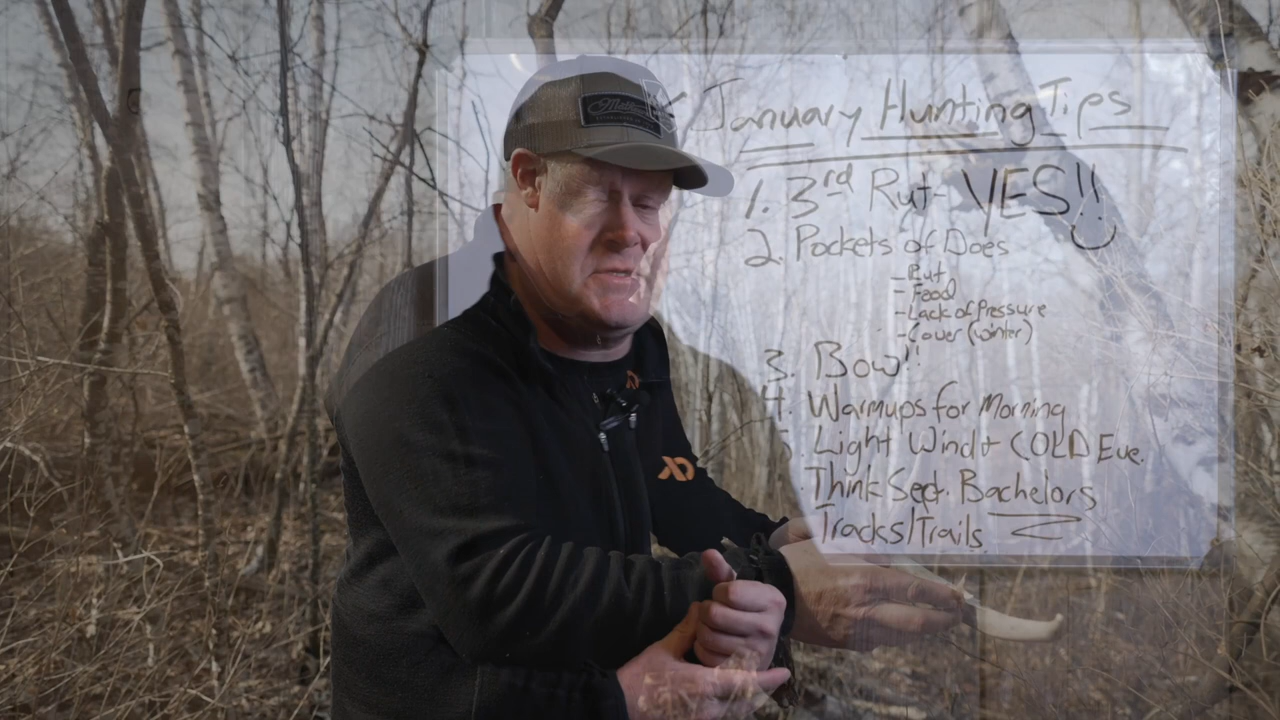 January Hunting Tips
1. 3rd Rut- YES!!
2. Pockets of Does
- Rut
- Food
- Lack of Pressure
- Cover (winter)
3. Bow!!
4. Warmups for Morning
Light Wind + COLD Eve.
Think Sept. Bachelors
Tracks/Trails